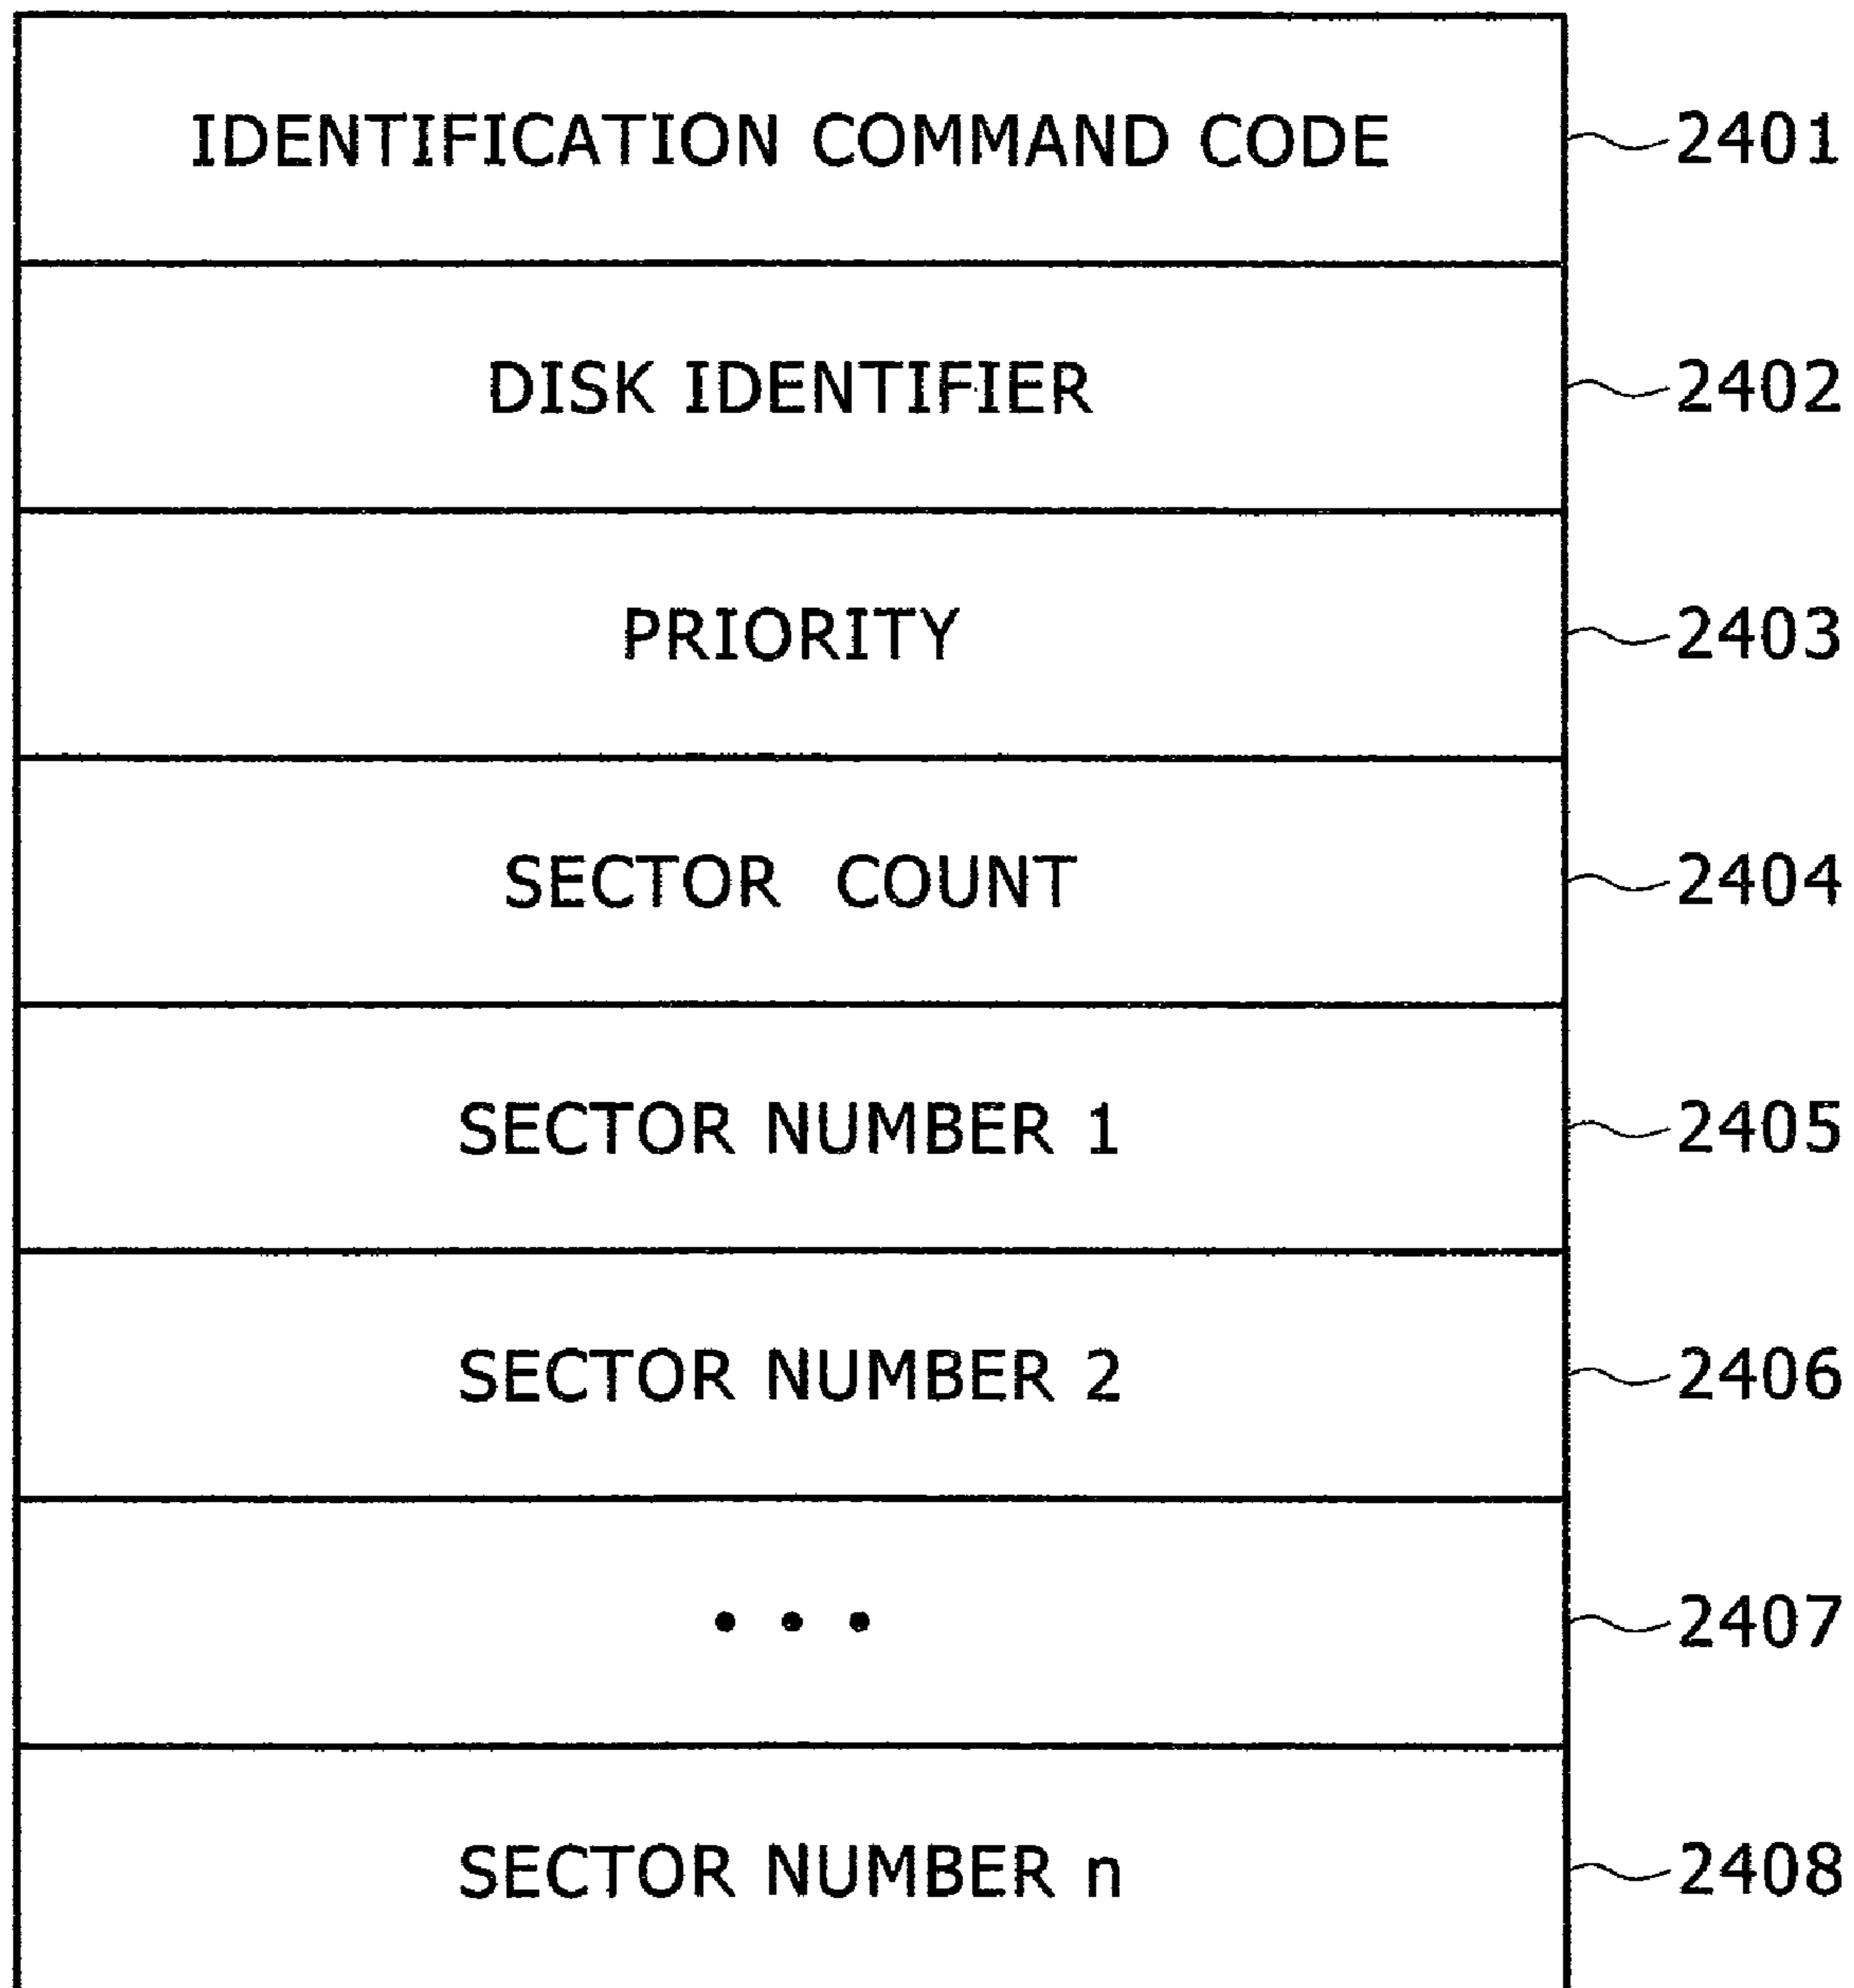 IDENTIFICATION COMMAND CODE 2401
DISK IDENTIFIER 2402
PRIORITY 2403
SECTOR COUNT 2404
SECTOR NUMBER 1 2405
SECTOR NUMBER 2 2406
• • • 2407
SECTOR NUMBER n 2408